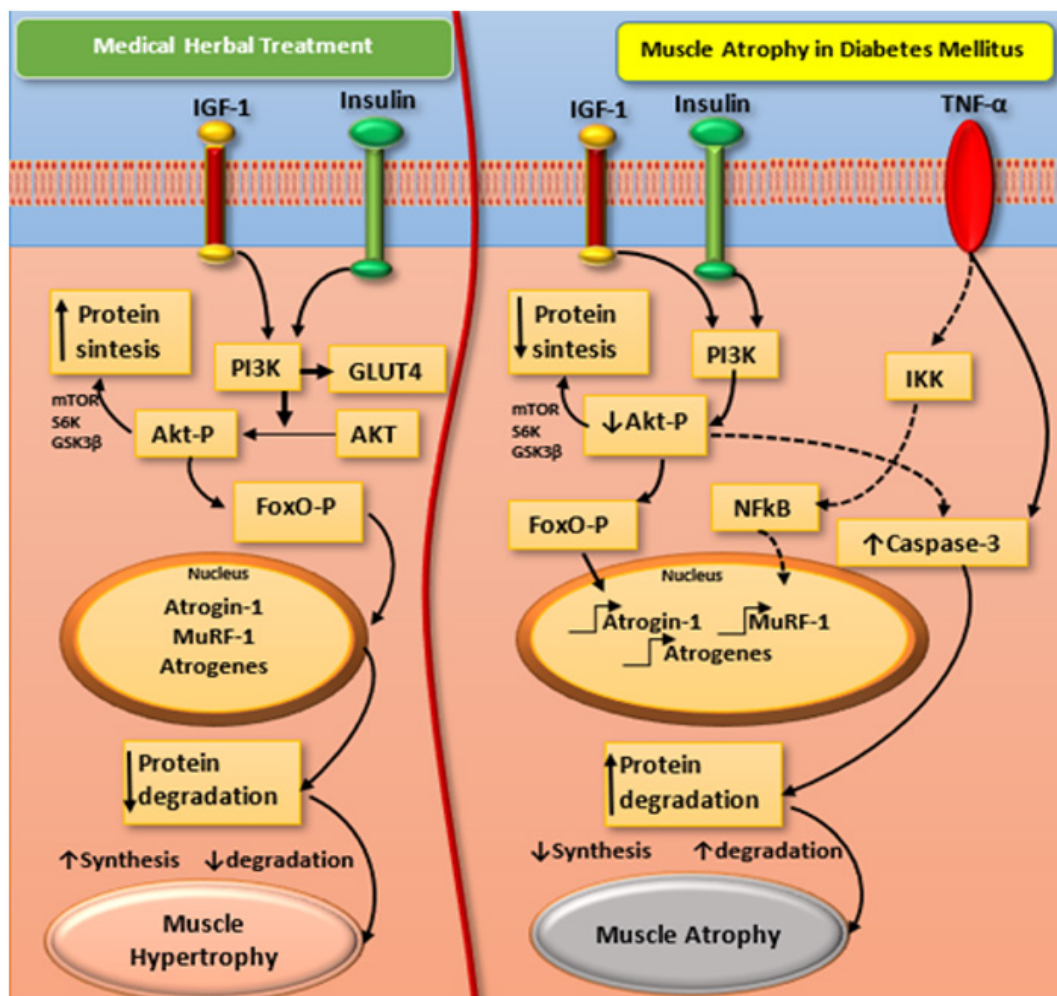 Medical Herbal Treatment
IGF-1
Insulin
↑ Protein
sintesis
PI3K
GLUT4
mTOR
S6K
GSK3β
Akt-P
AKT
FoxO-P
Nucleus
Atrogin-1
MuRF-1
Atrogenes
↓ Protein
degradation
↑Synthesis ↓degradation
Muscle
Hypertrophy
Muscle Atrophy in Diabetes Mellitus
IGF-1
Insulin
TNF-α
↓ Protein
sintesis
PI3K
IKK
mTOR
S6K
GSK3β
↓Akt-P
FoxO-P
NFkB
↑Caspase-3
Nucleus
Atrogin-1
MuRF-1
Atrogenes
↑ Protein
degradation
↓Synthesis ↑degradation
Muscle Atrophy